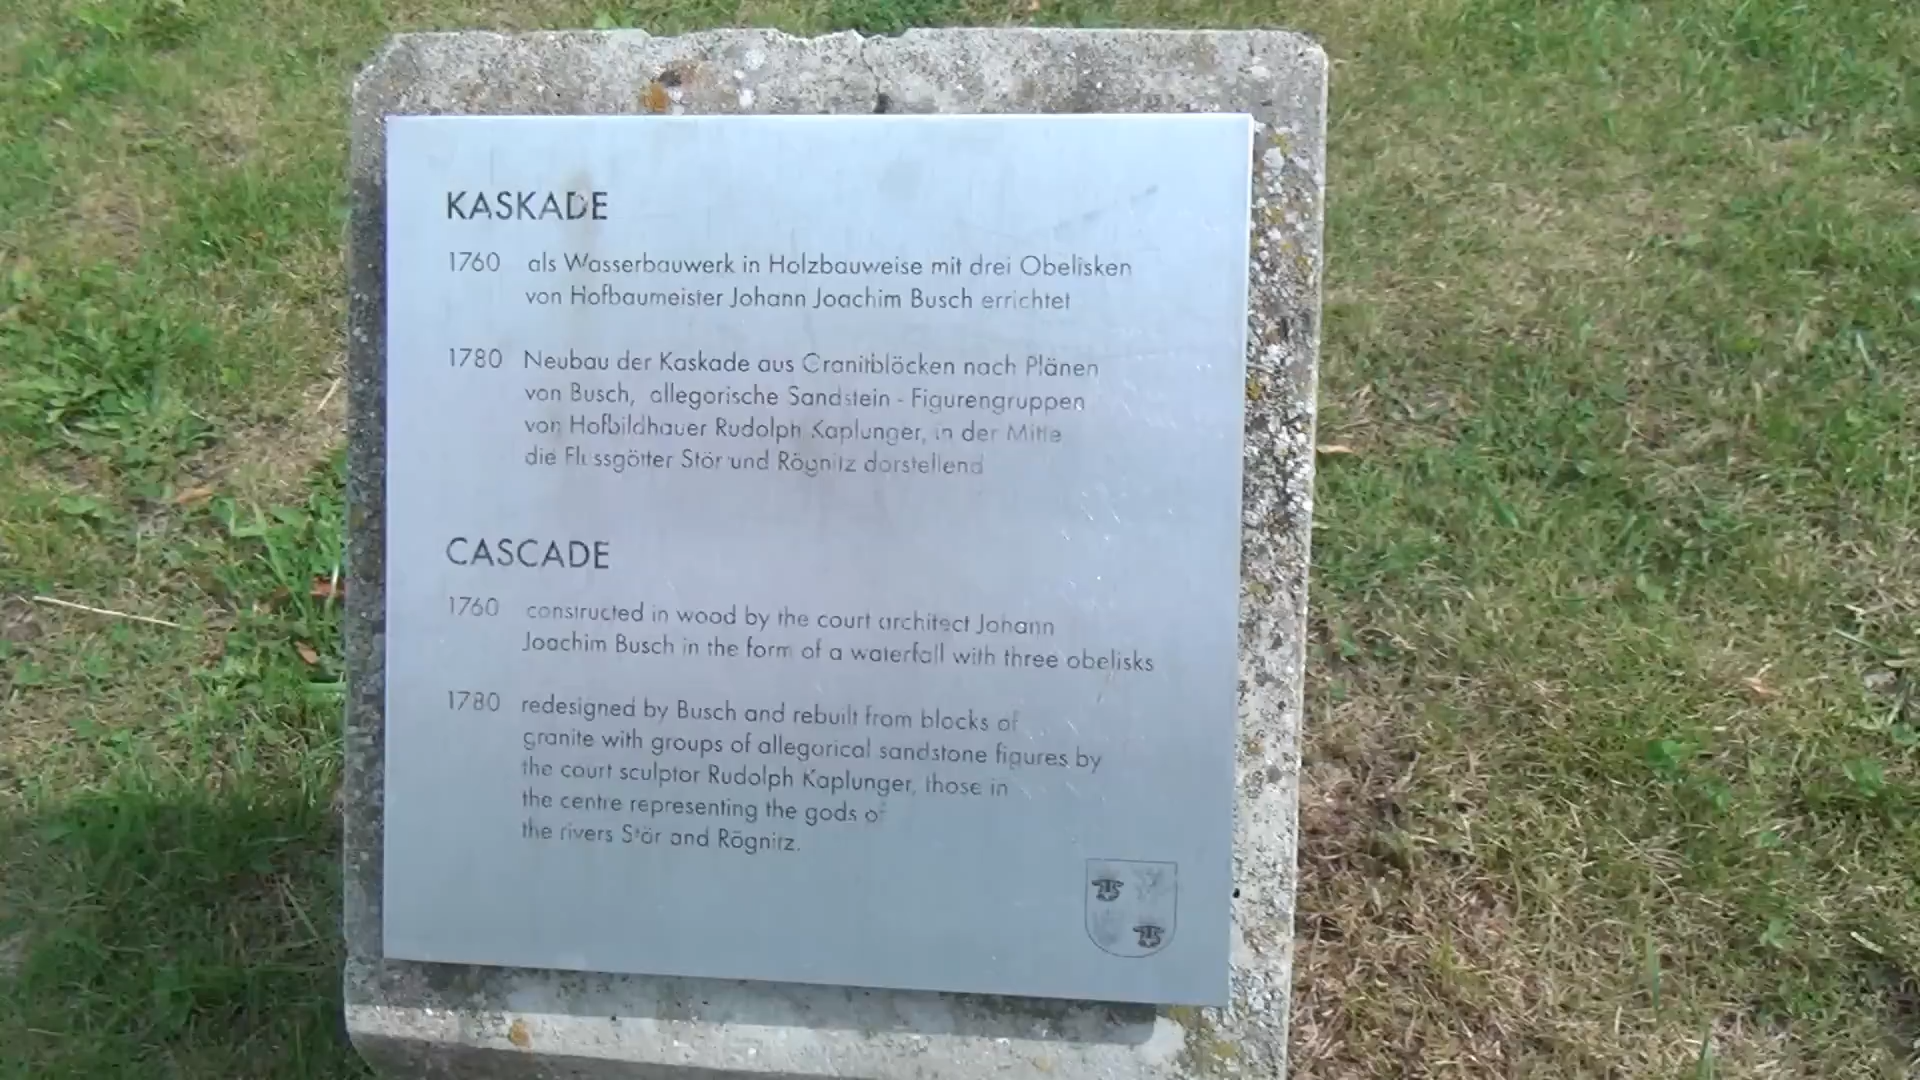 KASKADE
1760 als Wasserbauwerk in Holzbauweise mit drei Obelisken
von Hofbaumeister Johann Joachim Busch errichtet
1780 Neubau der Kaskade aus Granitblöcken nach Plänen
von Busch, allegorische Sandstein - Figurengruppen
von Hofbildhauer Rudolph Kaplunger, in der Mitte
die Flussgötter Stör und Rögnitz darstellend
CASCADE
1760 constructed in wood by the court architect Johann
Joachim Busch in the form of a waterfall with three obelisks
1780 redesigned by Busch and rebuilt from blocks of
granite with groups of allegorical sandstone figures by
the court sculptor Rudolph Kaplunger, those in
the centre representing the gods of
the rivers Stör and Rögnitz.